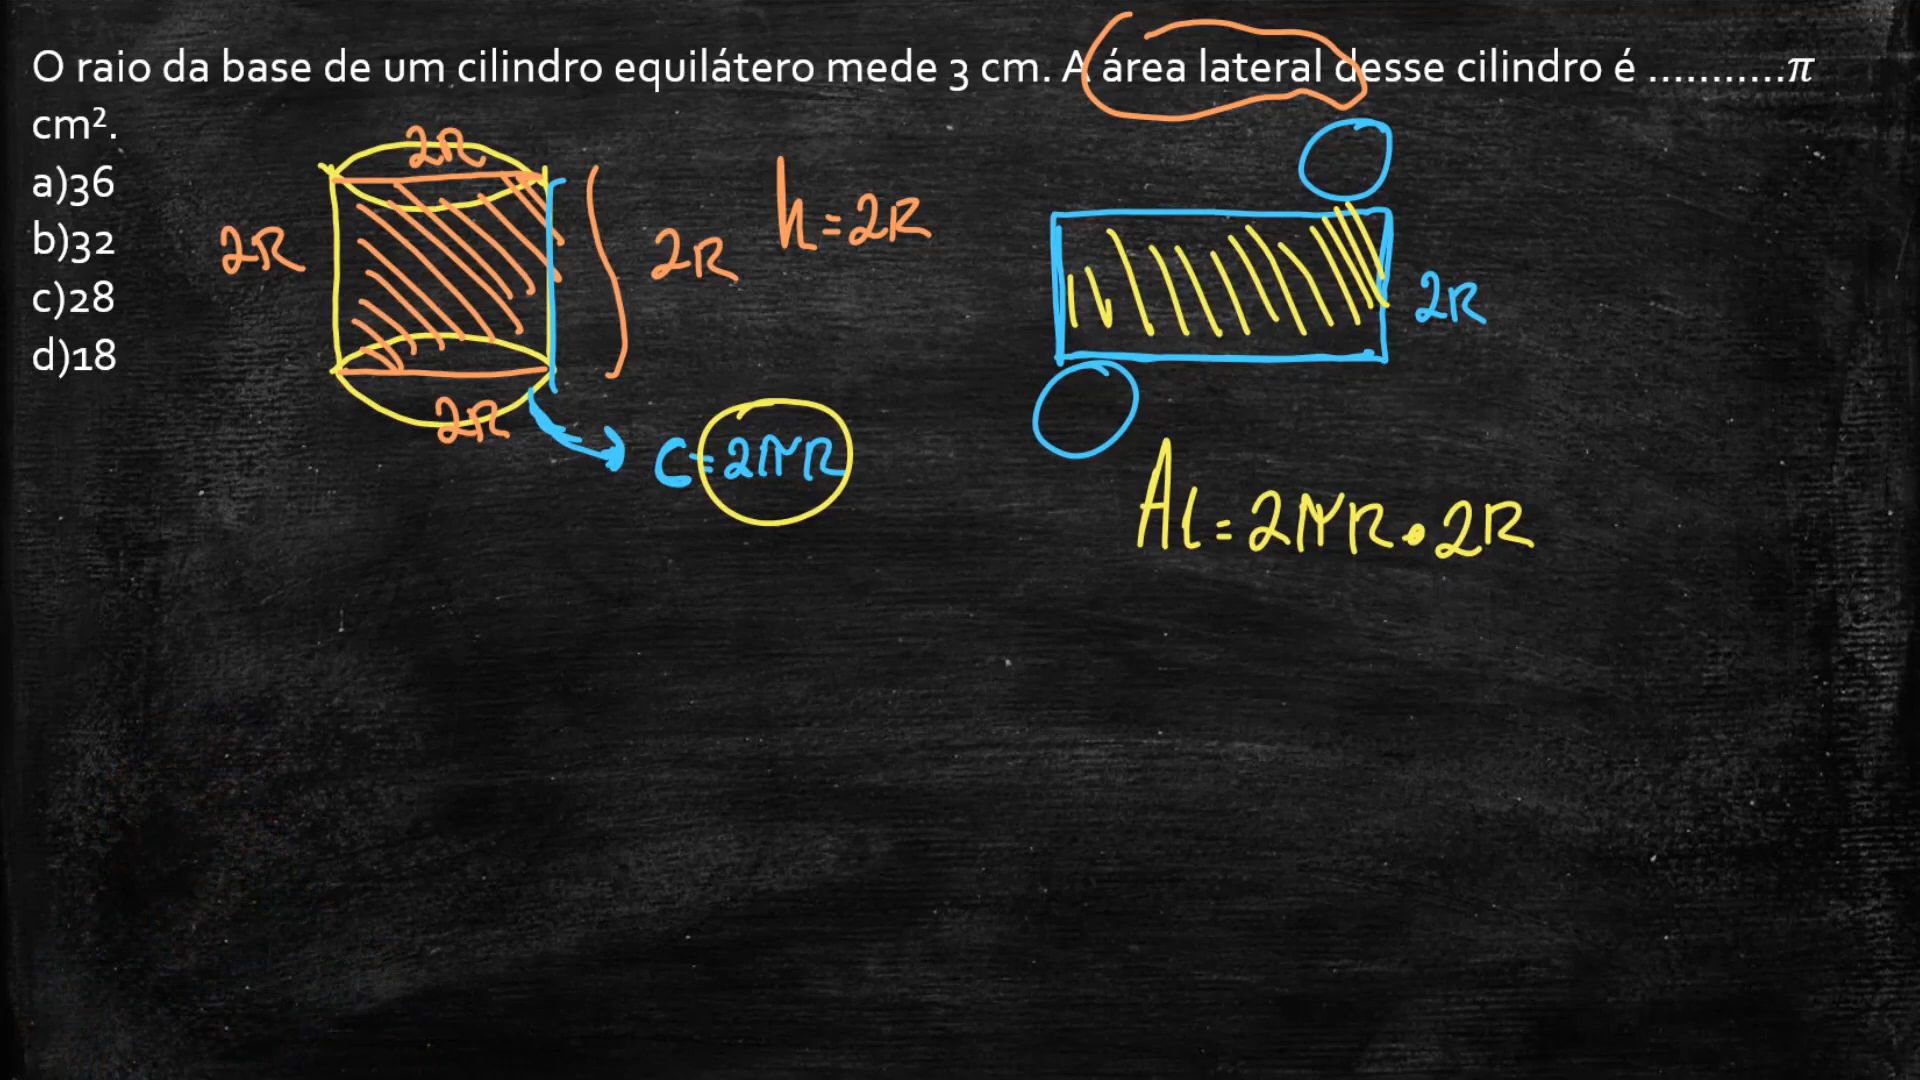 O raio da base de um cilindro equilátero mede 3 cm. A área lateral desse cilindro é ...........π
cm².
a)36
b)32
c)28
d)18
2R
2R
2R
2R
h=2R
2R
C=2πR
Al=2πR•2R